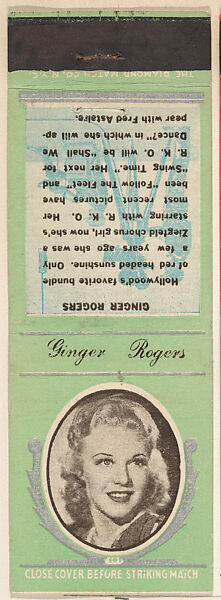 THE DIAMOND MATCH CO. N.Y.C.
GINGER ROGERS
Hollywood's favorite bundle
of red headed sunshine. Only
a few years ago she was a
Ziegfeld chorus girl, now she's
starring with R. K. O. Her
most recent pictures have
been "Follow The Fleet" and
"Swing Time." Her next for
R. K. O. will be "Shall We
Dance?" in which she will ap-
pear with Fred Astaire.
Ginger Rogers
CLOSE COVER BEFORE STRIKING MATCH